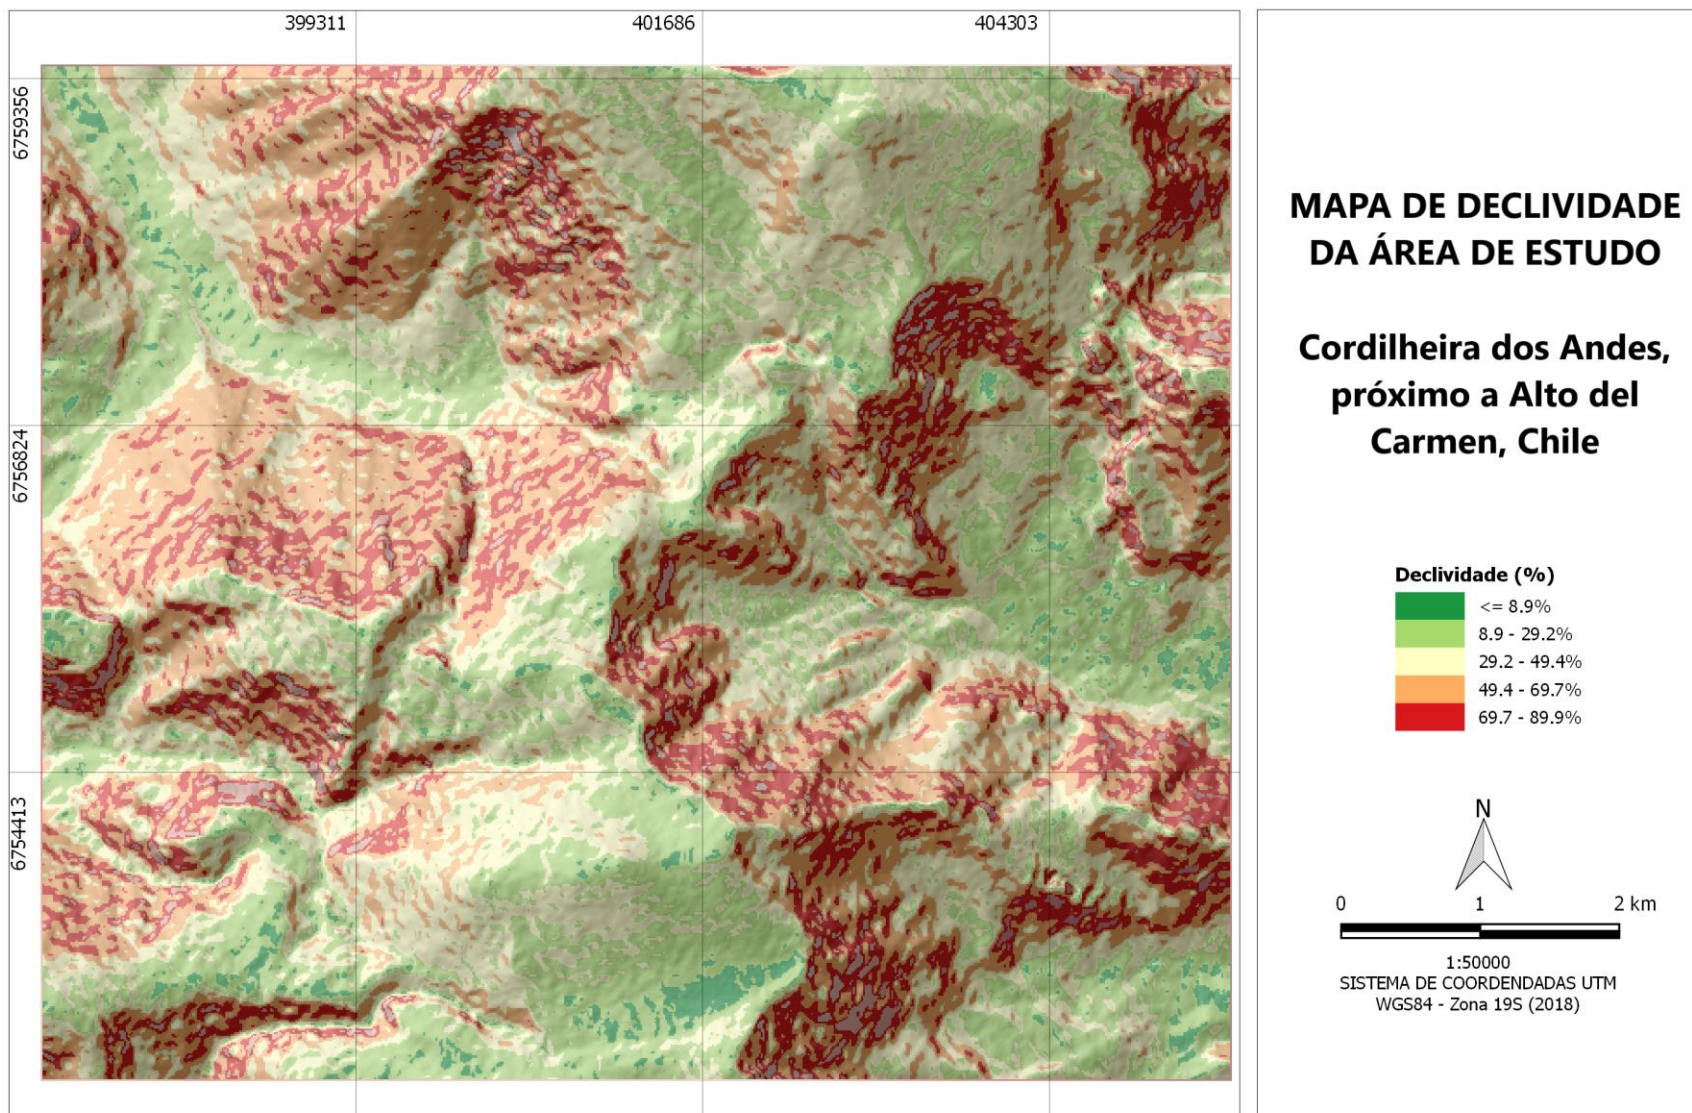 399311
401686
404303
6759356
6756824
6754413
MAPA DE DECLIVIDADE
DA ÁREA DE ESTUDO
Cordilheira dos Andes,
próximo a Alto del
Carmen, Chile
Declividade (%)
<= 8.9%
8.9 - 29.2%
29.2 - 49.4%
49.4 - 69.7%
69.7 - 89.9%
N
0 1 2 km
1:50000
SISTEMA DE COORDENDADAS UTM
WGS84 - Zona 19S (2018)